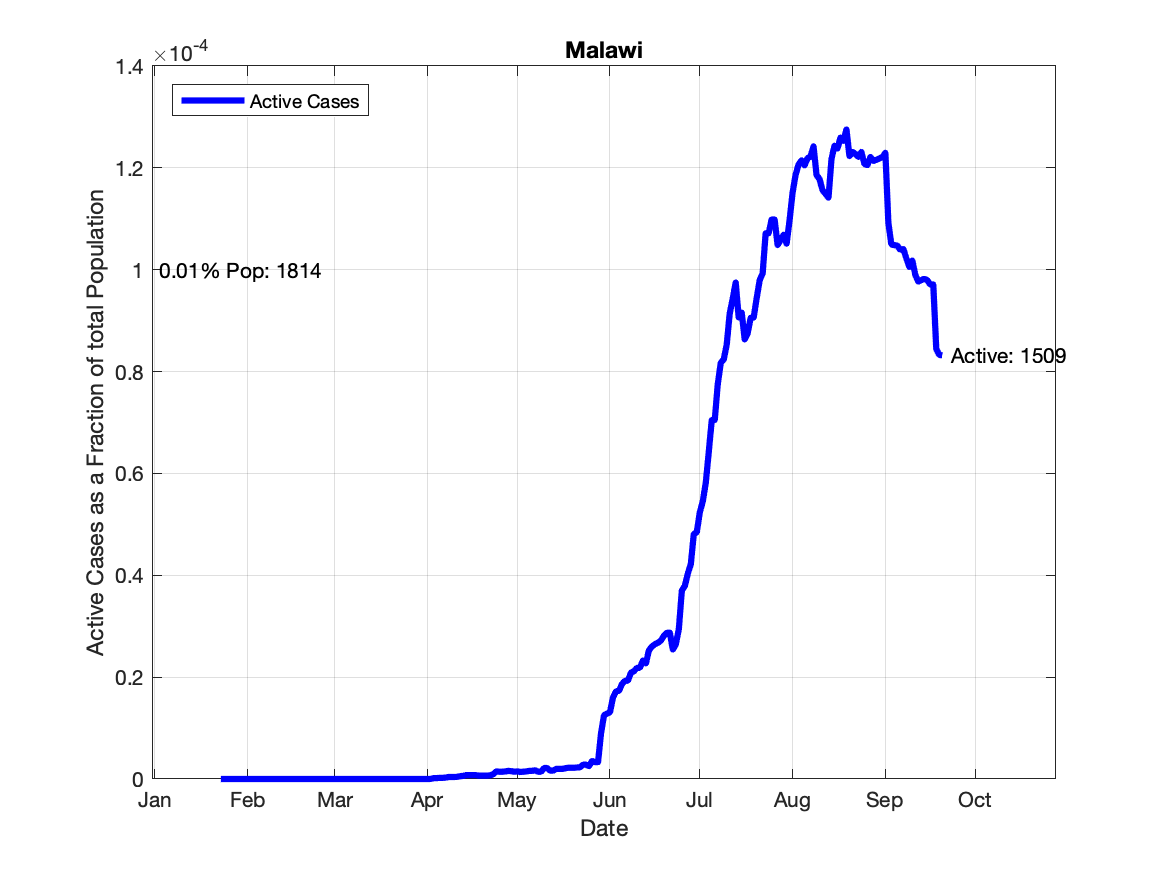 Malawi
×10-4
Active Cases
1.4
1.2
1
0.8
0.6
0.4
0.2
0
0.01% Pop: 1814
Active: 1509
Active Cases as a Fraction of total Population
Jan Feb Mar Apr May Jun Jul Aug Sep Oct
Date